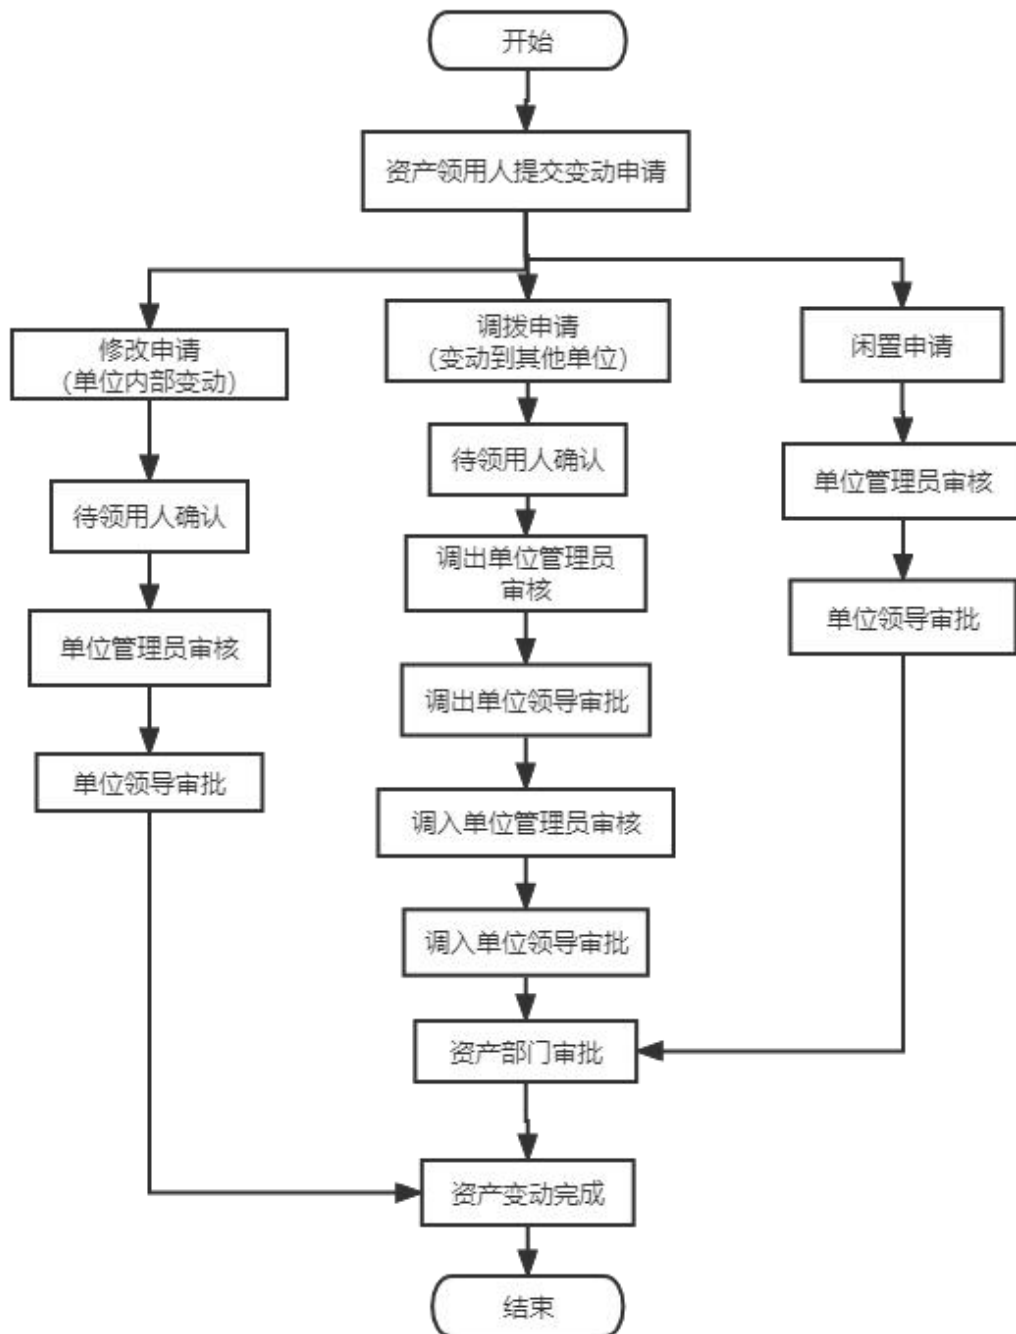 开始
资产领用人提交变动申请
修改申请
（单位内部变动）
待领用人确认
单位管理员审核
单位领导审批
调拨申请
（变动到其他单位）
待领用人确认
调出单位管理员
审核
调出单位领导审批
调入单位管理员审核
调入单位领导审批
资产部门审批
闲置申请
单位管理员审核
单位领导审批
资产变动完成
结束